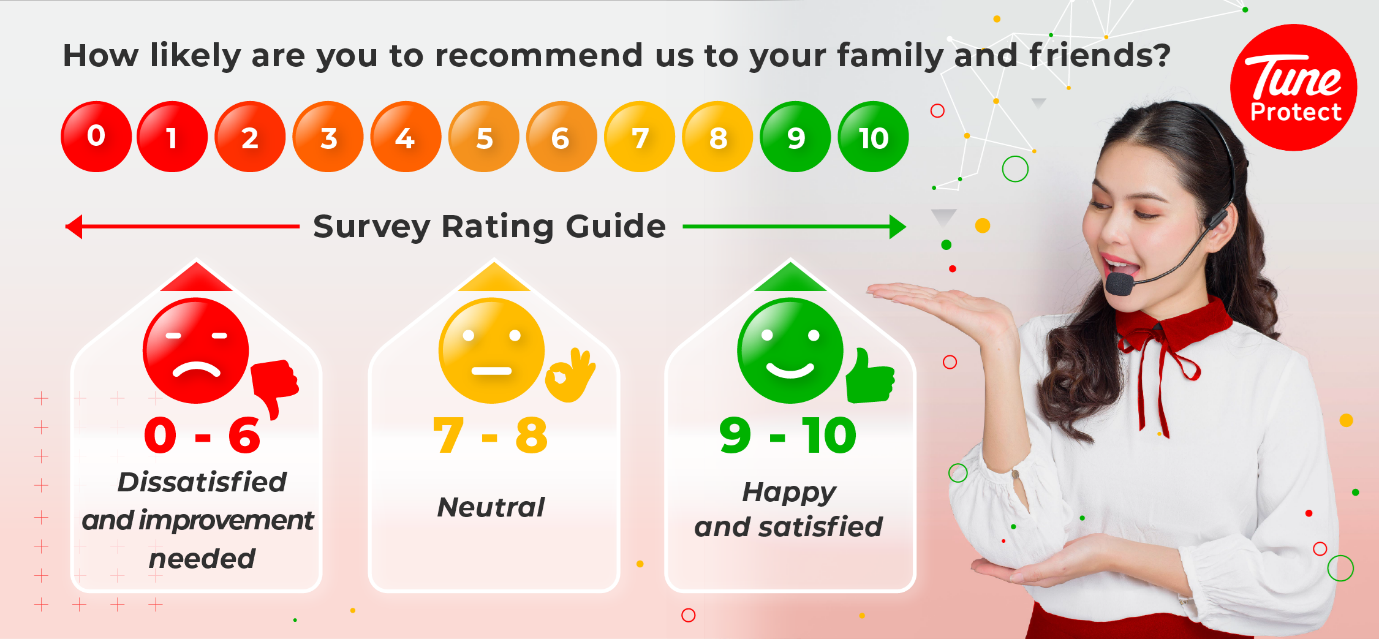 How likely are you to recommend us to your family and friends?
Tune
Protect
0 1 2 3 4 5 6 7 8 9 10
Survey Rating Guide
0 - 6
Dissatisfied
and improvement
needed
7 - 8
Neutral
9 - 10
Happy
and satisfied